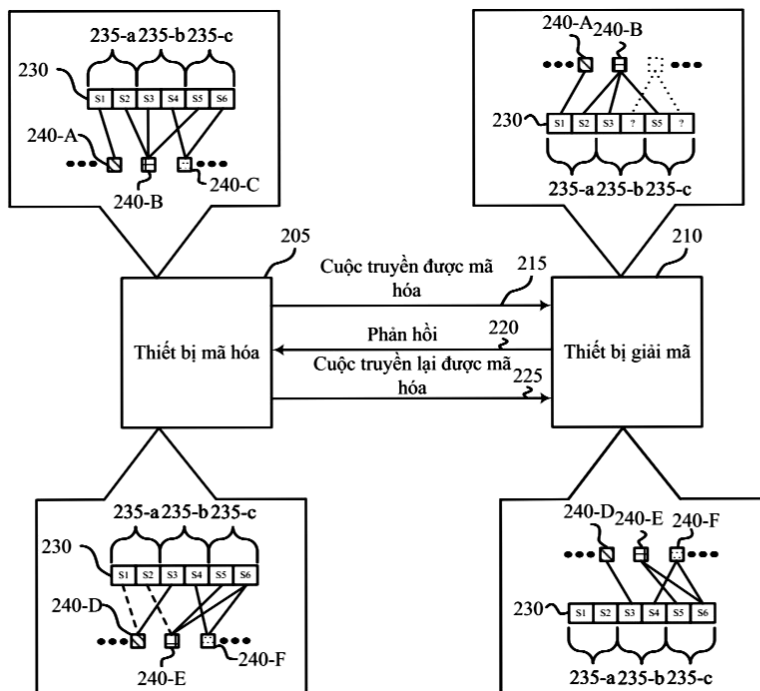 235-a 235-b 235-c
230
S1 S2 S3 S4 S5 S6
240-A
240-B
240-C
240-A 240-B
S1 S2 S3 ? S5 ?
230
235-a 235-b 235-c
205
210
Cuộc truyền được mã
hóa
215
Thiết bị mã hóa
Phản hồi
220
Thiết bị giải mã
Cuộc truyền lại được mã
hóa
225
235-a 235-b 235-c
230
S1 S2 S3 S4 S5 S6
240-D
240-E
240-F
240-D 240-E 240-F
230
S1 S2 S3 S4 S5 S6
235-a 235-b 235-c